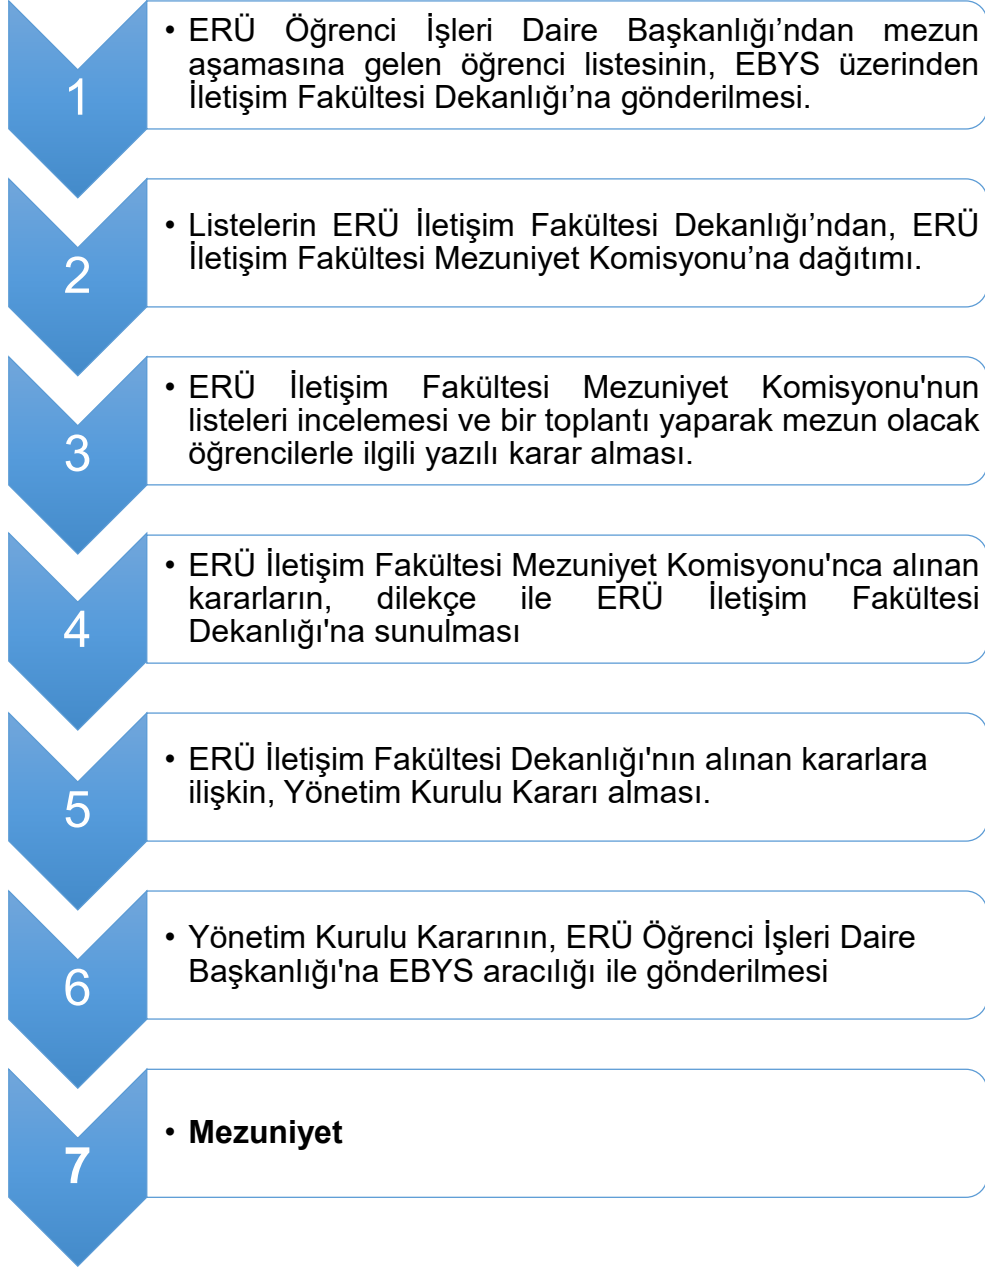 1
• ERÜ Öğrenci İşleri Daire Başkanlığı’ndan mezun
aşamasına gelen öğrenci listesinin, EBYS üzerinden
İletişim Fakültesi Dekanlığı’na gönderilmesi.
2
• Listelerin ERÜ İletişim Fakültesi Dekanlığı’ndan, ERÜ
İletişim Fakültesi Mezuniyet Komisyonu’na dağıtımı.
3
• ERÜ İletişim Fakültesi Mezuniyet Komisyonu'nun
listeleri incelemesi ve bir toplantı yaparak mezun olacak
öğrencilerle ilgili yazılı karar alması.
4
• ERÜ İletişim Fakültesi Mezuniyet Komisyonu'nca alınan
kararların, dilekçe ile ERÜ İletişim Fakültesi
Dekanlığı'na sunulması
5
• ERÜ İletişim Fakültesi Dekanlığı'nın alınan kararlara
ilişkin, Yönetim Kurulu Kararı alması.
6
• Yönetim Kurulu Kararının, ERÜ Öğrenci İşleri Daire
Başkanlığı'na EBYS aracılığı ile gönderilmesi
7
• Mezuniyet